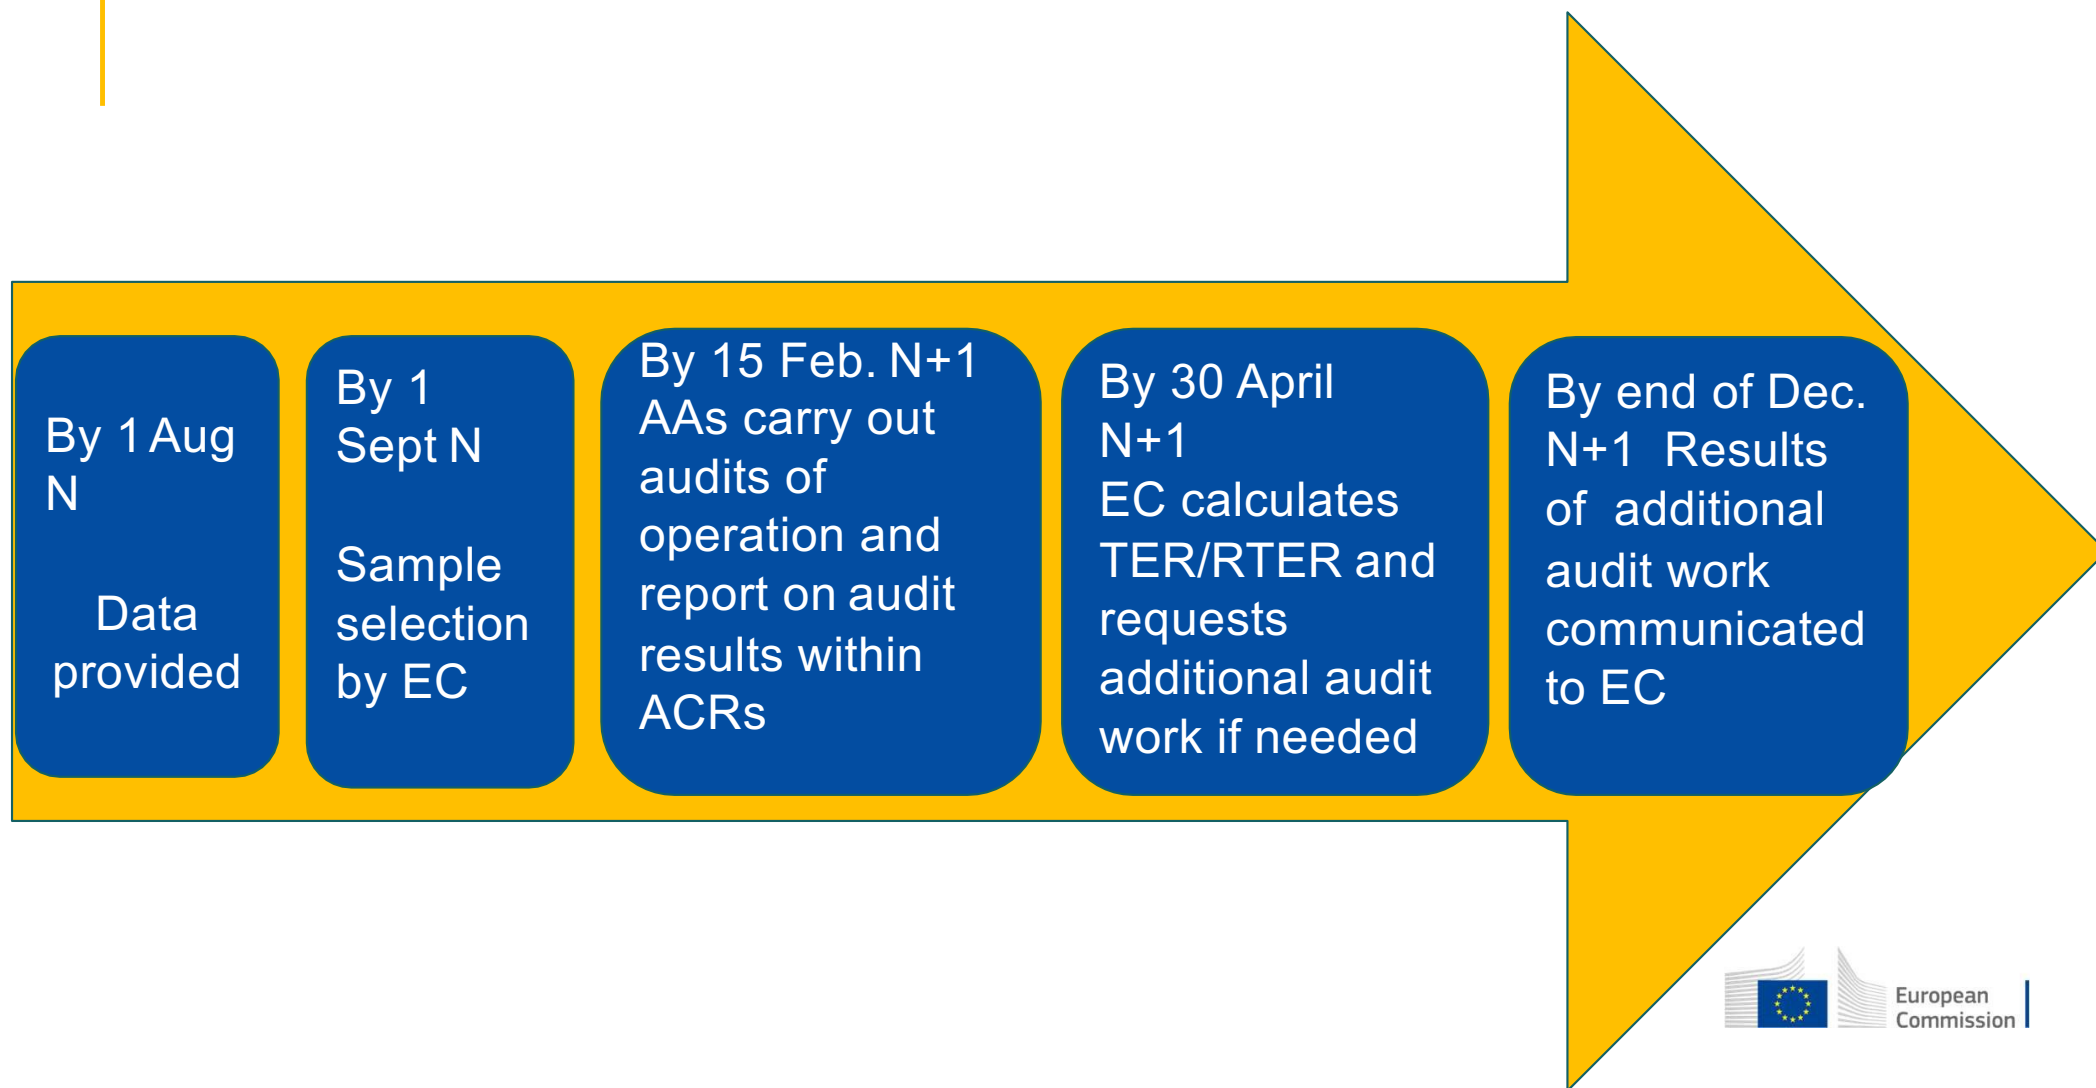 By 1 Aug
N
Data
provided
By 1
Sept N
Sample
selection
by EC
By 15 Feb. N+1
AAs carry out
audits of
operation and
report on audit
results within
ACRs
By 30 April
N+1
EC calculates
TER/RTER and
requests
additional audit
work if needed
By end of Dec.
N+1 Results
of additional
audit work
communicated
to EC
European
Commission